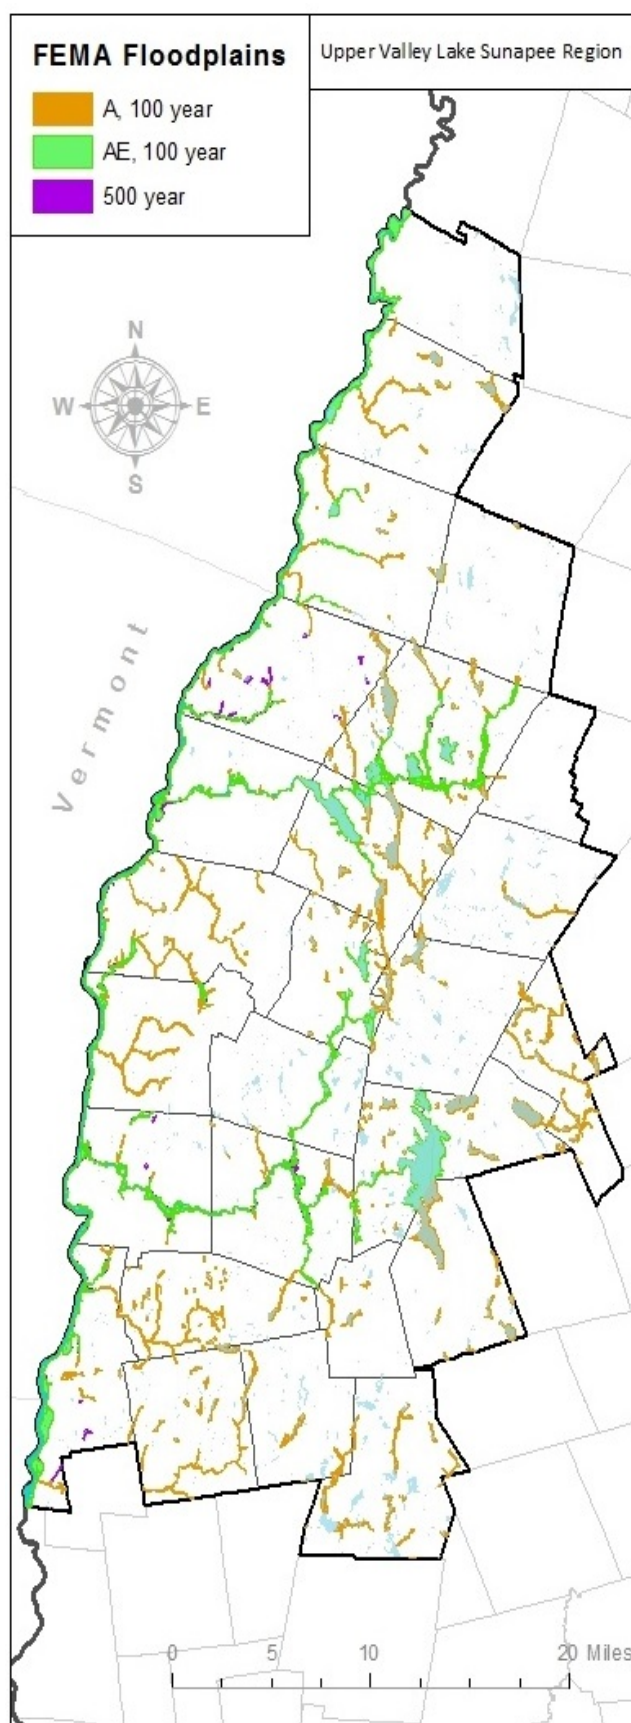 FEMA Floodplains
Upper Valley Lake Sunapee Region
A, 100 year
AE, 100 year
500 year
N
W
E
S
Vermont
0 5 10 20 Miles